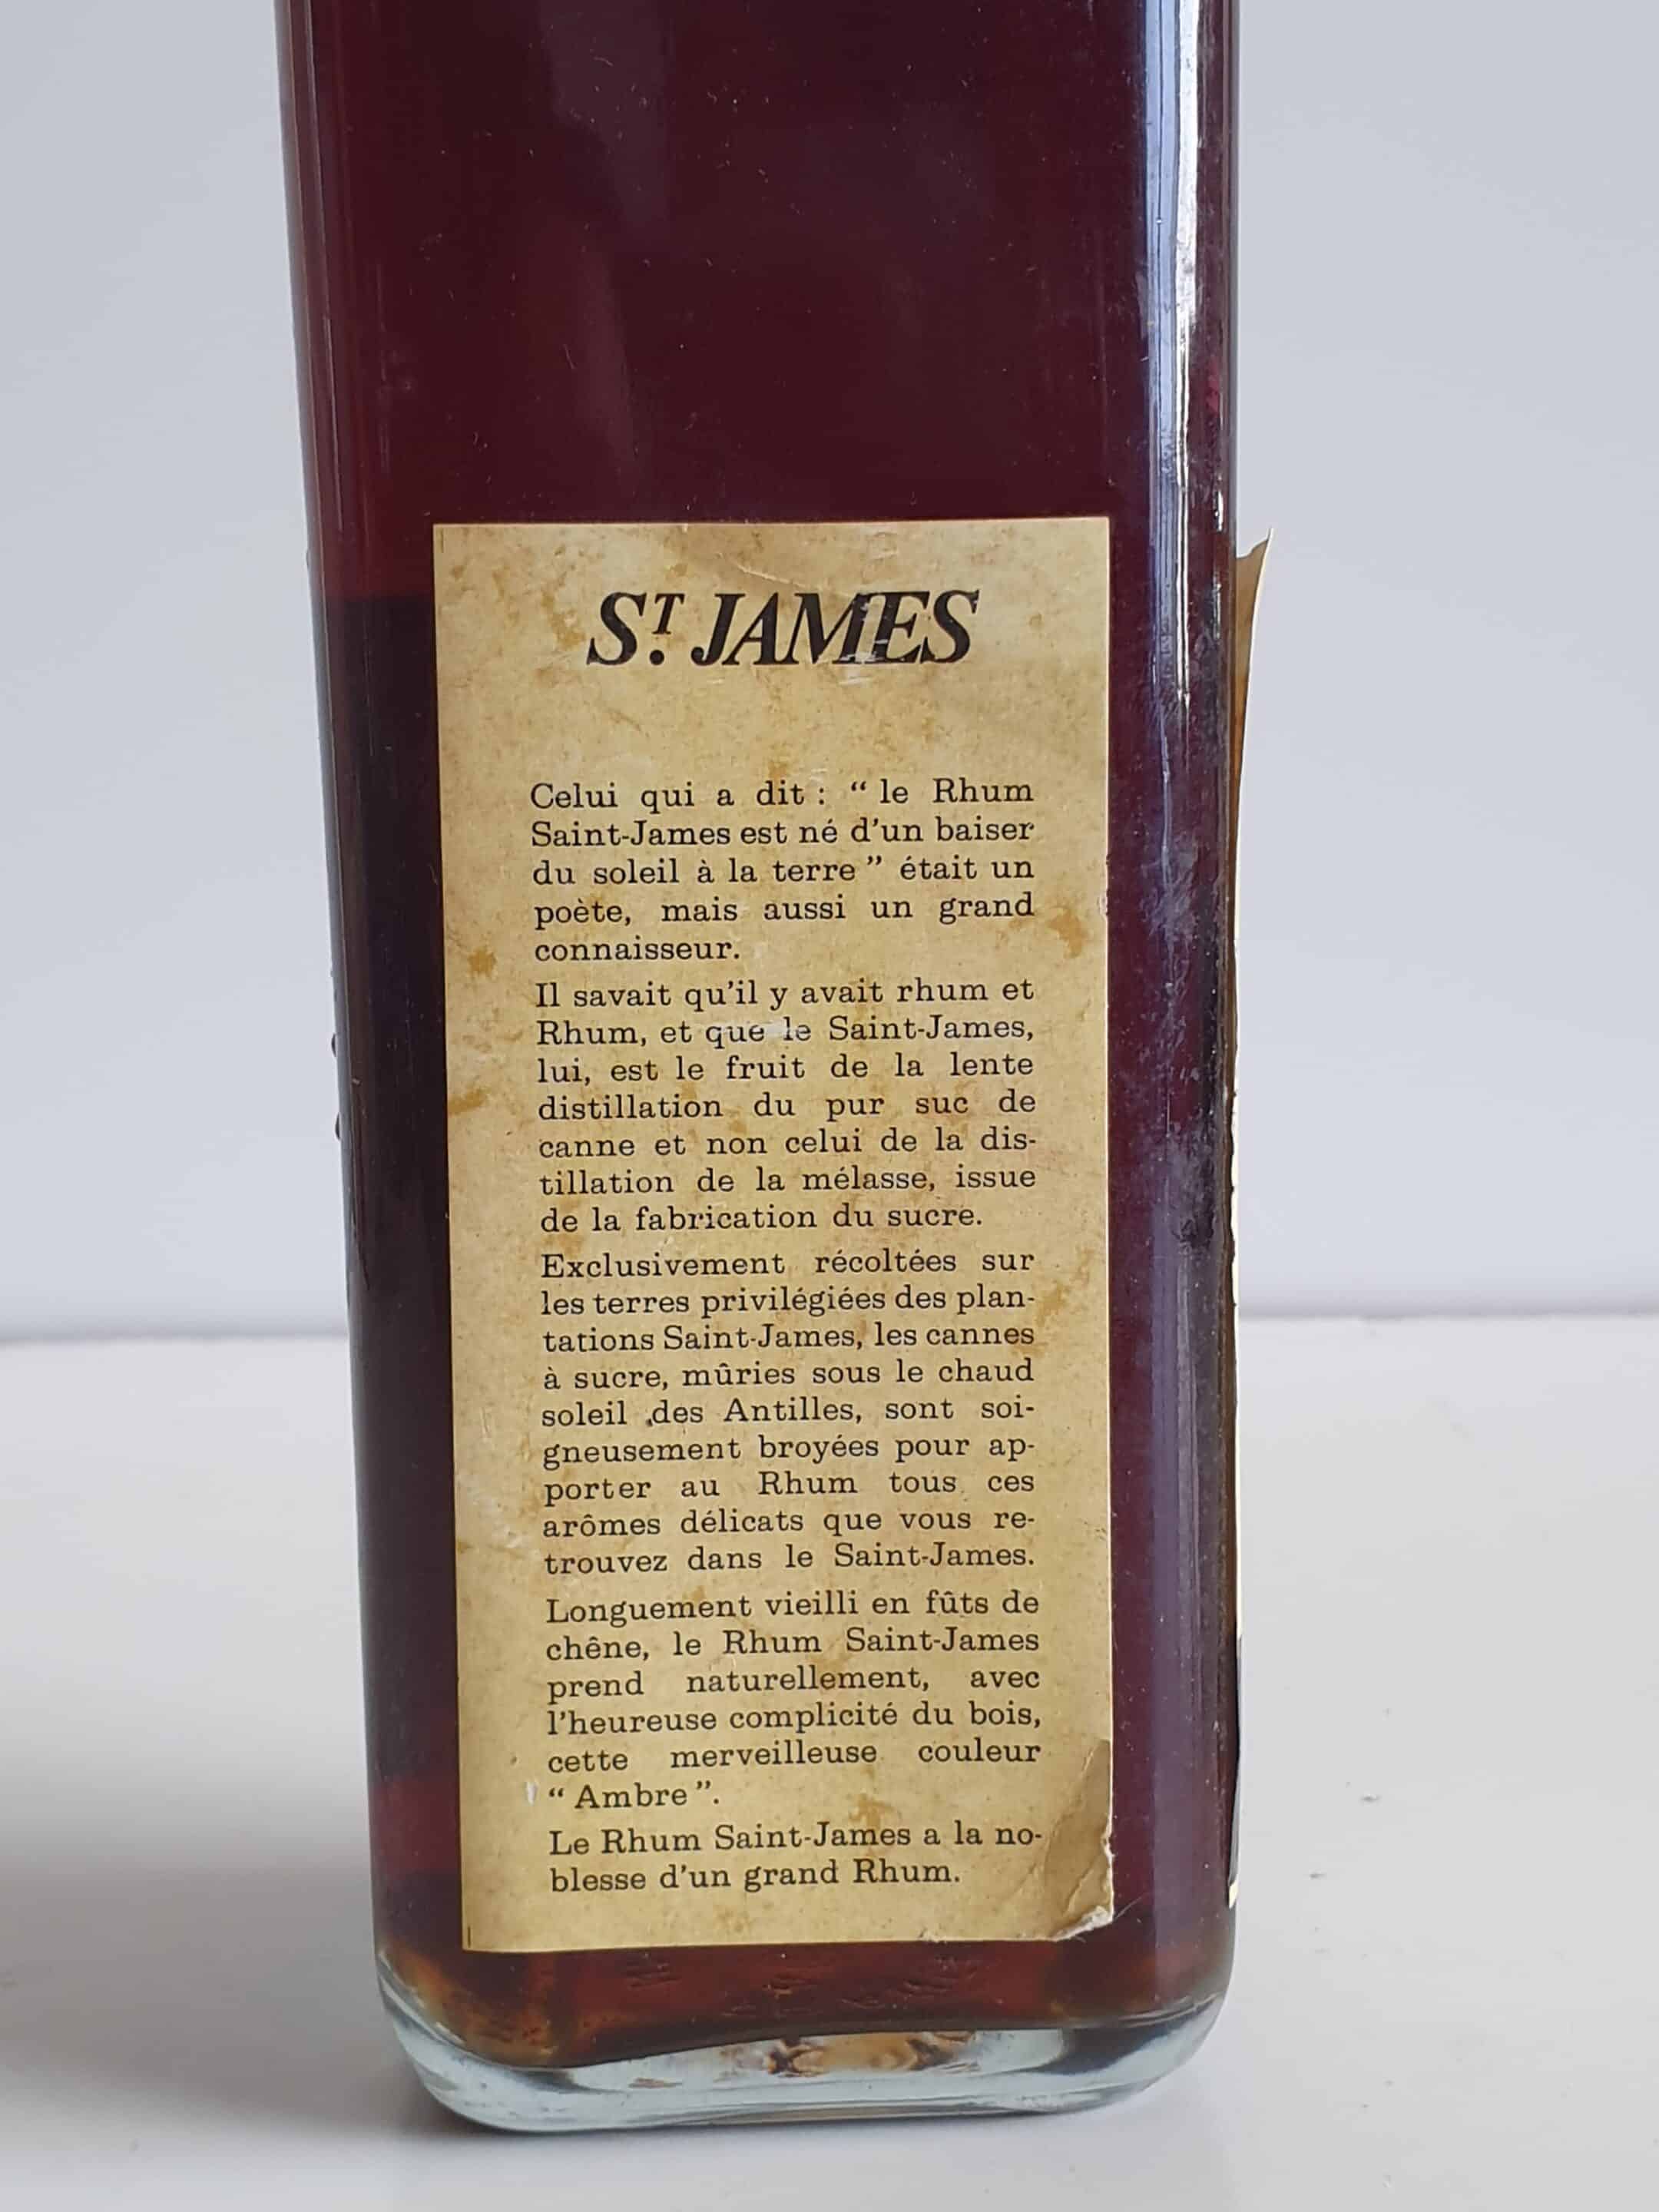 ST. JAMES
Celui qui a dit : “ le Rhum
Saint-James est né d’un baiser
du soleil à la terre ” était un
poète, mais aussi un grand
connaisseur.
Il savait qu’il y avait rhum et
Rhum, et que le Saint-James,
lui, est le fruit de la lente
distillation du pur suc de
canne et non celui de la dis-
tillation de la mélasse, issue
de la fabrication du sucre.
Exclusivement récoltées sur
les terres privilégiées des plan-
tations Saint-James, les cannes
à sucre, mûries sous le chaud
soleil des Antilles, sont soi-
gneusement broyées pour ap-
porter au Rhum tous ces
arômes délicats que vous re-
trouvez dans le Saint-James.
Longuement vieilli en fûts de
chêne, le Rhum Saint-James
prend naturellement, avec
l’heureuse complicité du bois,
cette merveilleuse couleur
“ Ambre ”.
Le Rhum Saint-James a la no-
blesse d’un grand Rhum.